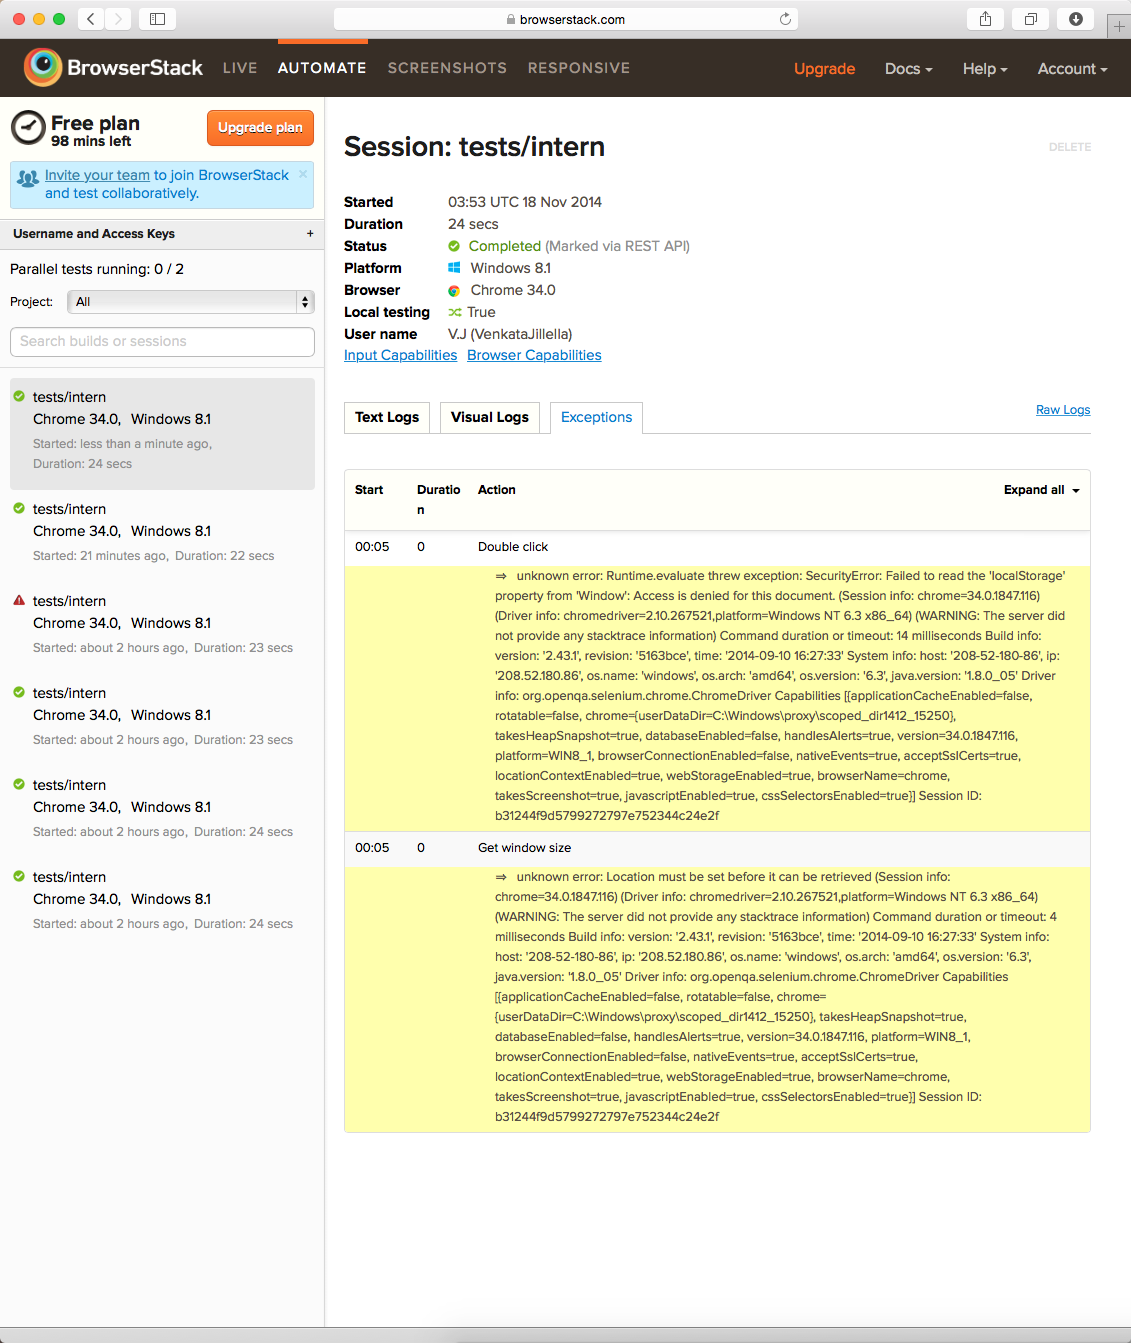 browserstack.com
BrowserStack LIVE AUTOMATE SCREENSHOTS RESPONSIVE Upgrade Docs Help Account
Free plan
98 mins left
Upgrade plan
Invite your team to join BrowserStack ×
and test collaboratively.
Username and Access Keys +
Parallel tests running: 0 / 2
Project: All
Search builds or sessions
tests/intern
Chrome 34.0, Windows 8.1
Started: less than a minute ago,
Duration: 24 secs
tests/intern
Chrome 34.0, Windows 8.1
Started: 21 minutes ago, Duration: 22 secs
tests/intern
Chrome 34.0, Windows 8.1
Started: about 2 hours ago, Duration: 23 secs
tests/intern
Chrome 34.0, Windows 8.1
Started: about 2 hours ago, Duration: 23 secs
tests/intern
Chrome 34.0, Windows 8.1
Started: about 2 hours ago, Duration: 24 secs
tests/intern
Chrome 34.0, Windows 8.1
Started: about 2 hours ago, Duration: 24 secs
Session: tests/intern
DELETE
Started 03:53 UTC 18 Nov 2014
Duration 24 secs
Status Completed (Marked via REST API)
Platform Windows 8.1
Browser Chrome 34.0
Local testing True
User name V.J (VenkataJillella)
Input Capabilities Browser Capabilities
Text Logs Visual Logs Exceptions Raw Logs
Start Duratio Action Expand all
n
00:05 0 Double click
⇒ unknown error: Runtime.evaluate threw exception: SecurityError: Failed to read the 'localStorage'
property from 'Window': Access is denied for this document. (Session info: chrome=34.0.1847.116)
(Driver info: chromedriver=2.10.267521,platform=Windows NT 6.3 x86_64) (WARNING: The server did
not provide any stacktrace information) Command duration or timeout: 14 milliseconds Build info:
version: '2.43.1', revision: '5163bce', time: '2014-09-10 16:27:33' System info: host: '208-52-180-86', ip:
'208.52.180.86', os.name: 'windows', os.arch: 'amd64', os.version: '6.3', java.version: '1.8.0_05' Driver
info: org.openqa.selenium.chrome.ChromeDriver Capabilities [{applicationCacheEnabled=false,
rotatable=false, chrome={userDataDir=C:\Windows\proxy\scoped_dir1412_15250},
takesHeapSnapshot=true, databaseEnabled=false, handlesAlerts=true, version=34.0.1847.116,
platform=WIN8_1, browserConnectionEnabled=false, nativeEvents=true, acceptSslCerts=true,
locationContextEnabled=true, webStorageEnabled=true, browserName=chrome,
takesScreenshot=true, javascriptEnabled=true, cssSelectorsEnabled=true}] Session ID:
b31244f9d5799272797e752344c24e2f
00:05 0 Get window size
⇒ unknown error: Location must be set before it can be retrieved (Session info:
chrome=34.0.1847.116) (Driver info: chromedriver=2.10.267521,platform=Windows NT 6.3 x86_64)
(WARNING: The server did not provide any stacktrace information) Command duration or timeout: 4
milliseconds Build info: version: '2.43.1', revision: '5163bce', time: '2014-09-10 16:27:33' System info:
host: '208-52-180-86', ip: '208.52.180.86', os.name: 'windows', os.arch: 'amd64', os.version: '6.3',
java.version: '1.8.0_05' Driver info: org.openqa.selenium.chrome.ChromeDriver Capabilities
[{applicationCacheEnabled=false, rotatable=false, chrome=
{userDataDir=C:\Windows\proxy\scoped_dir1412_15250}, takesHeapSnapshot=true,
databaseEnabled=false, handlesAlerts=true, version=34.0.1847.116, platform=WIN8_1,
browserConnectionEnabled=false, nativeEvents=true, acceptSslCerts=true,
locationContextEnabled=true, webStorageEnabled=true, browserName=chrome,
takesScreenshot=true, javascriptEnabled=true, cssSelectorsEnabled=true}] Session ID:
b31244f9d5799272797e752344c24e2f